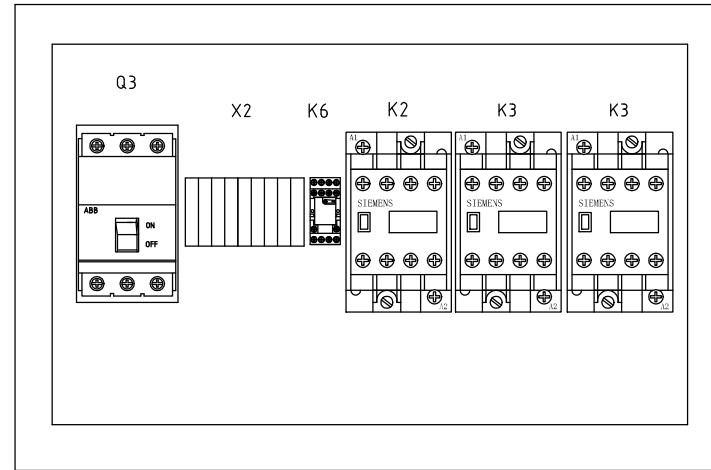 Q3
X2 K6 K2 K3 K3
A1 A1 A1
ABB
ON
OFF
SIEMENS SIEMENS SIEMENS
A2 A2 A2